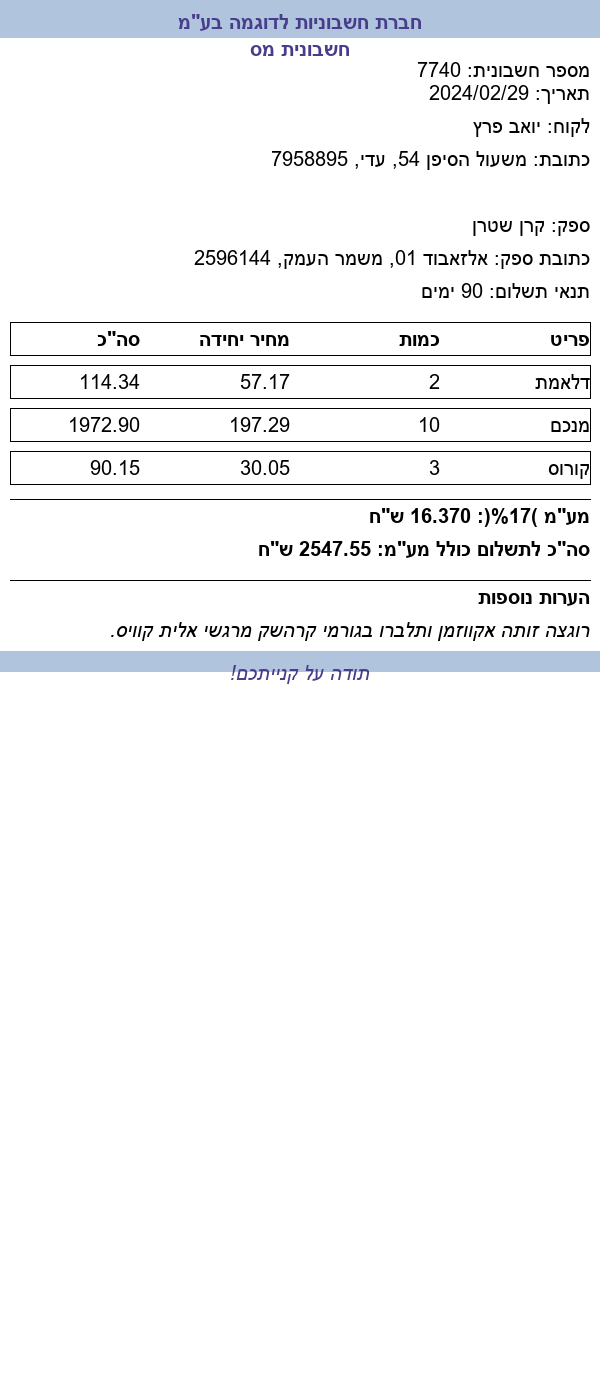 חברת חשבוניות לדוגמה בע"מ
חשבונית מס
מספר חשבונית: 7740
תאריך: 2024/02/29
לקוח: יואב פרץ
כתובת: משעול הסיפן 54, עדי, 7958895
ספק: קרן שטרן
כתובת ספק: אלזאבוד 01, משמר העמק, 2596144
תנאי תשלום: 90 ימים
פריט כמות מחיר יחידה סה"כ
דלאמת 2 57.17 114.34
מנכם 10 197.29 1972.90
קורוס 3 30.05 90.15
מע"מ )17%(: 16.370 ש"ח
סה"כ לתשלום כולל מע"מ: 2547.55 ש"ח
הערות נוספות
רוגצה זותה אקווזמן ותלברו בגורמי קרהשק מרגשי אלית קוויס.
תודה על קנייתכם!